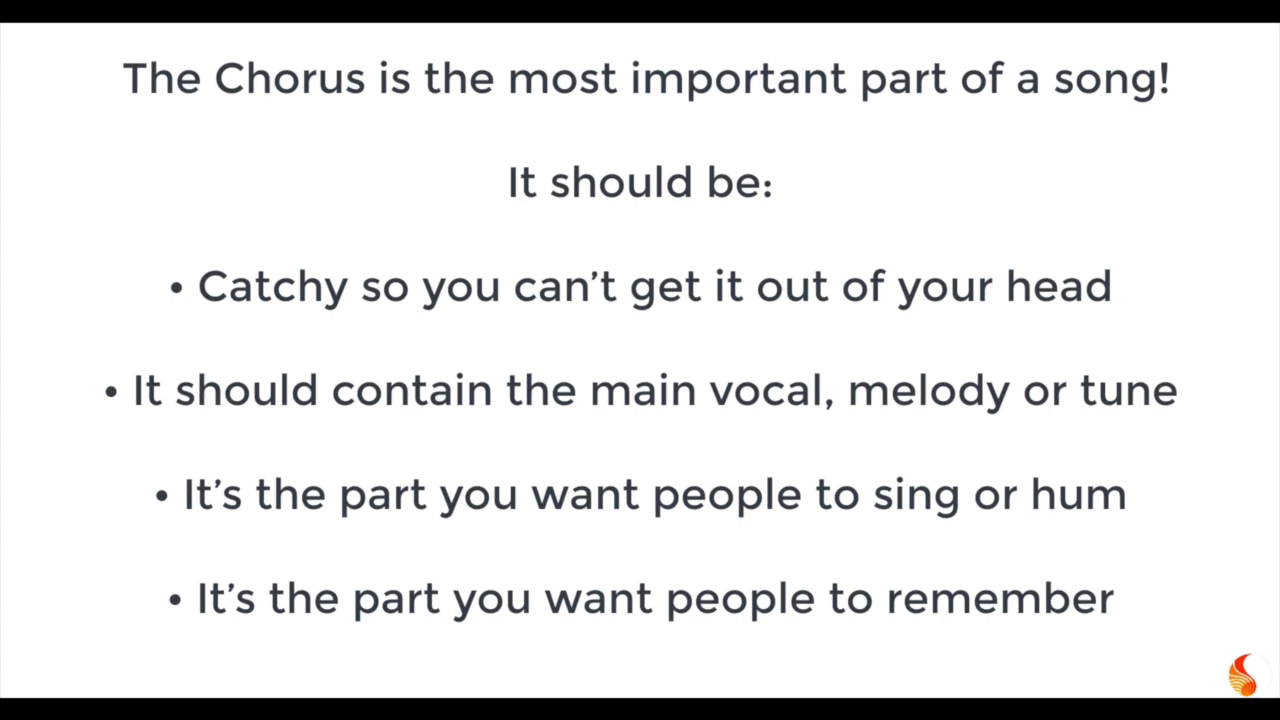 The Chorus is the most important part of a song!
It should be:
• Catchy so you can’t get it out of your head
• It should contain the main vocal, melody or tune
• It’s the part you want people to sing or hum
• It’s the part you want people to remember